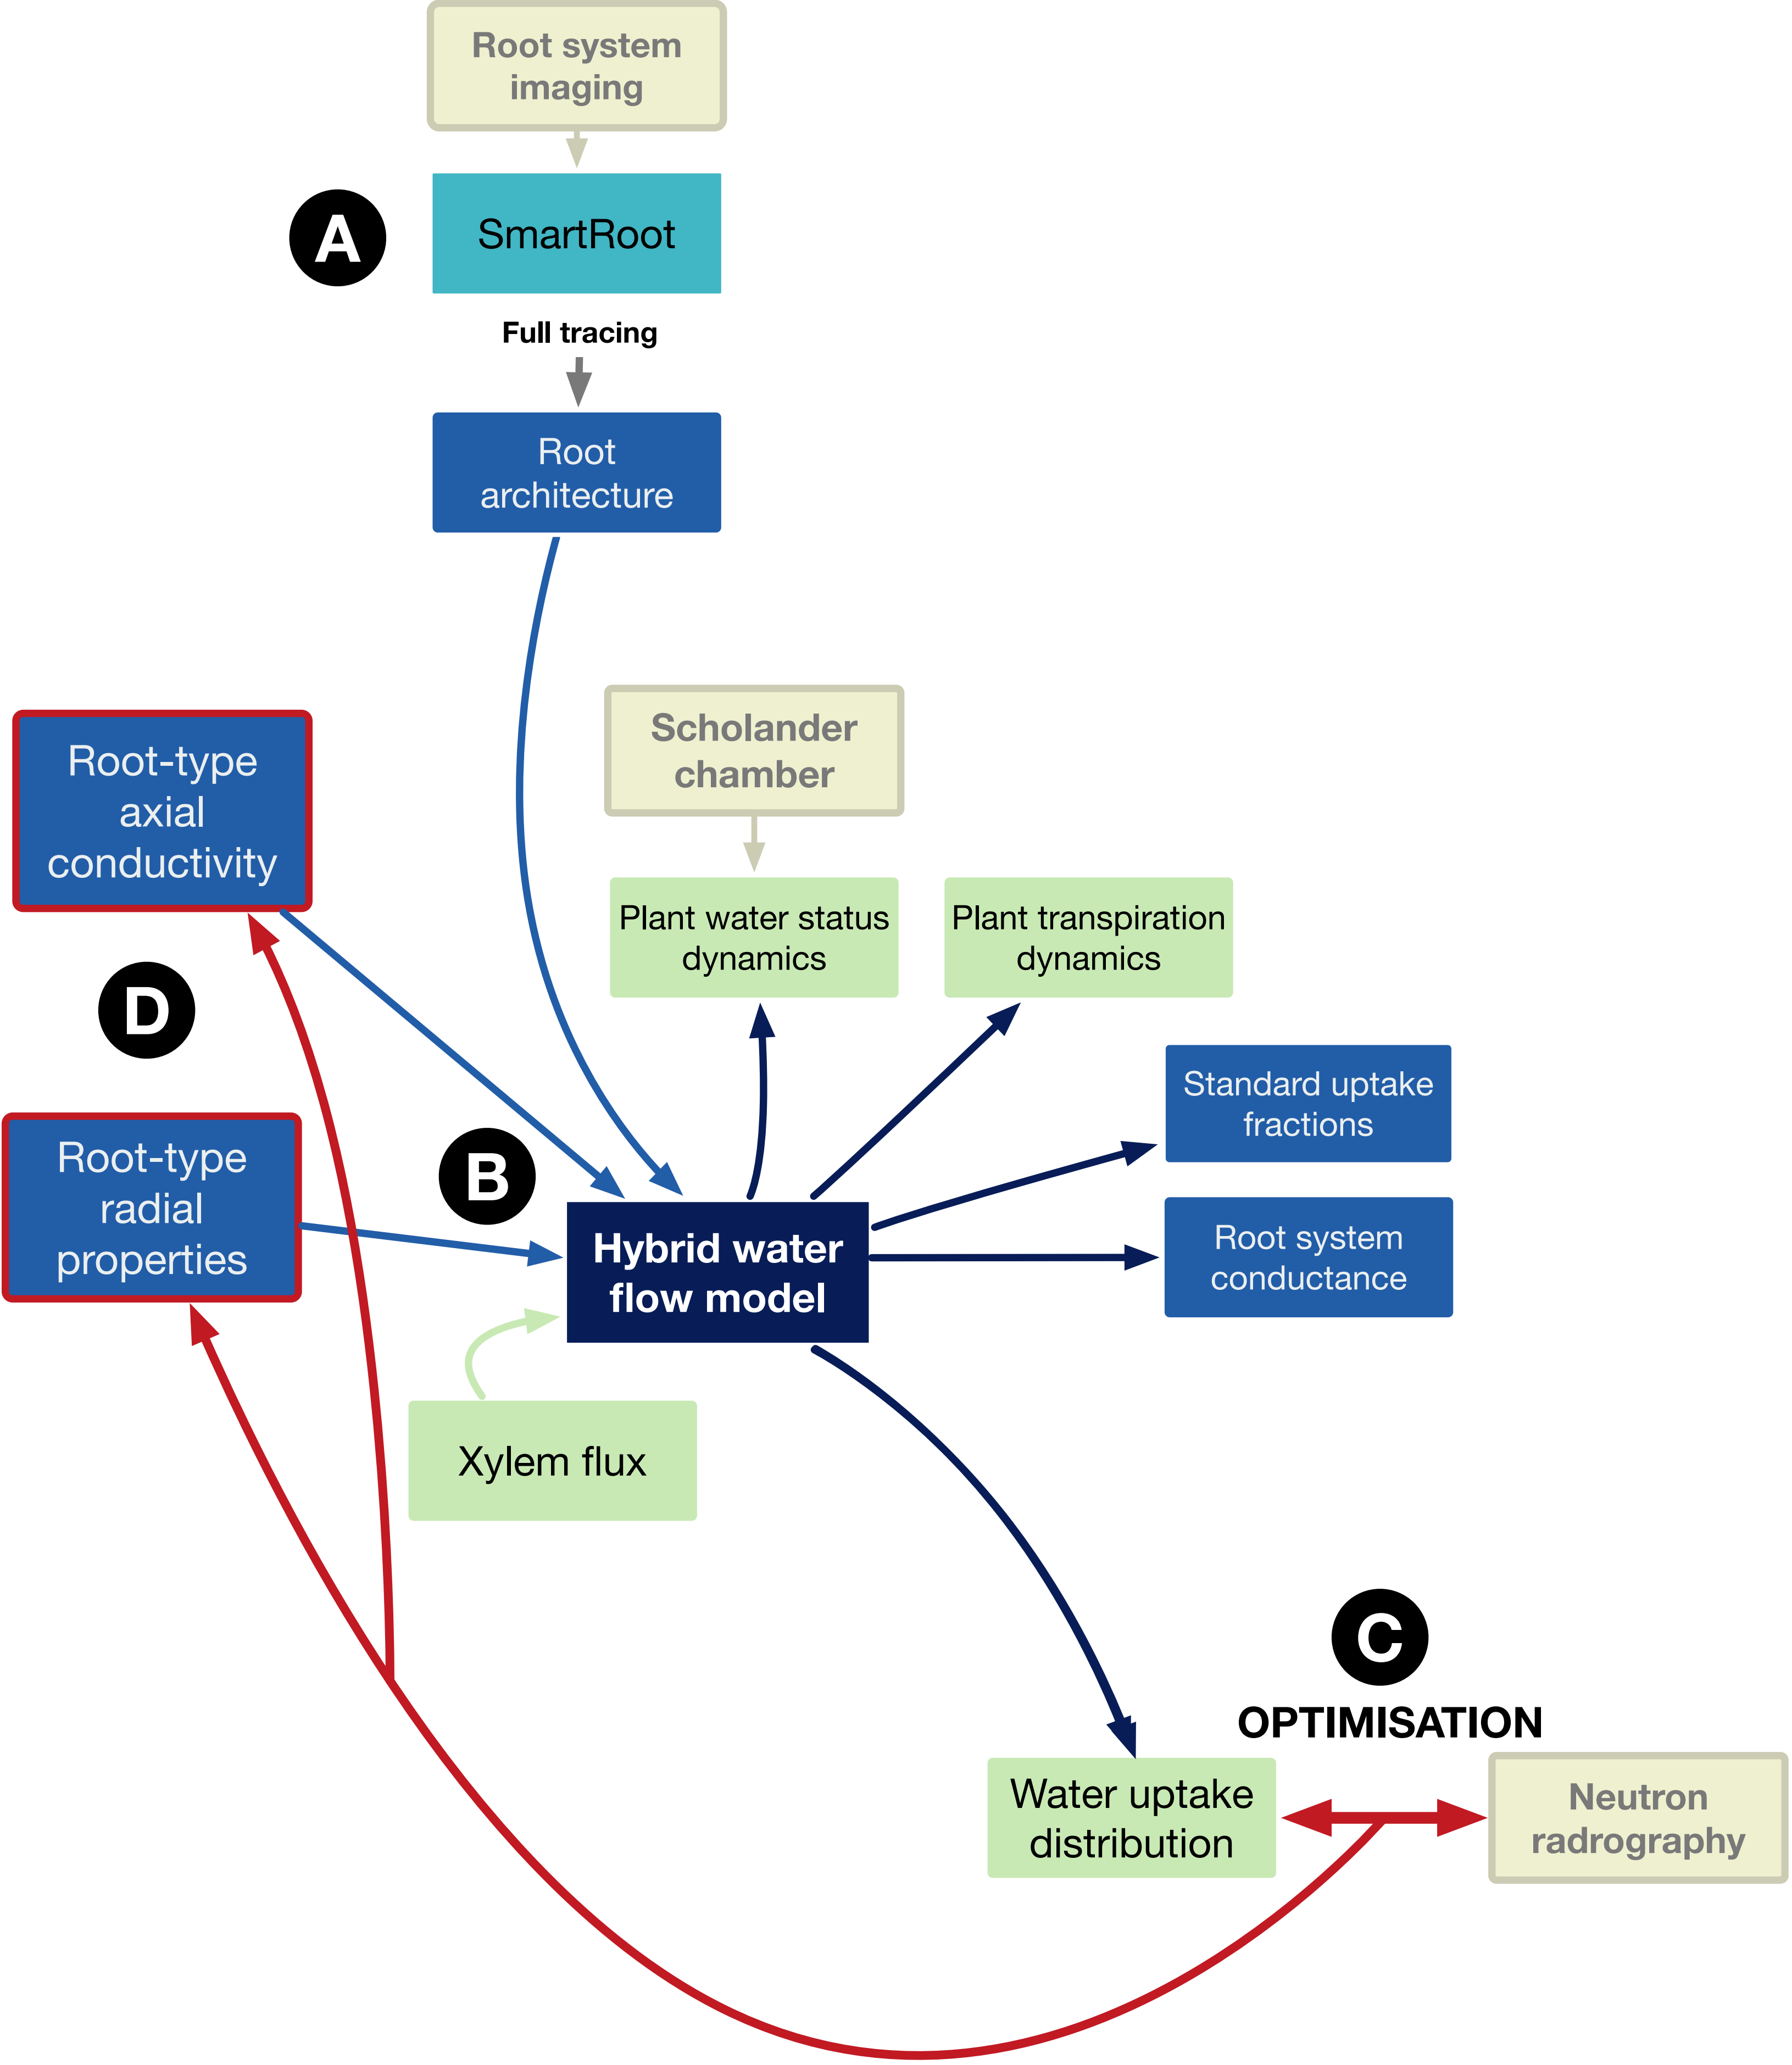 Root system
imaging
A
SmartRoot
Full tracing
Root
architecture
Scholander
chamber
Root-type
axial
conductivity
Plant water status
dynamics
Plant transpiration
dynamics
D
Standard uptake
fractions
B
Root-type
radial
properties
Hybrid water
flow model
Root system
conductance
Xylem flux
C
OPTIMISATION
Water uptake
distribution
Neutron
radrography